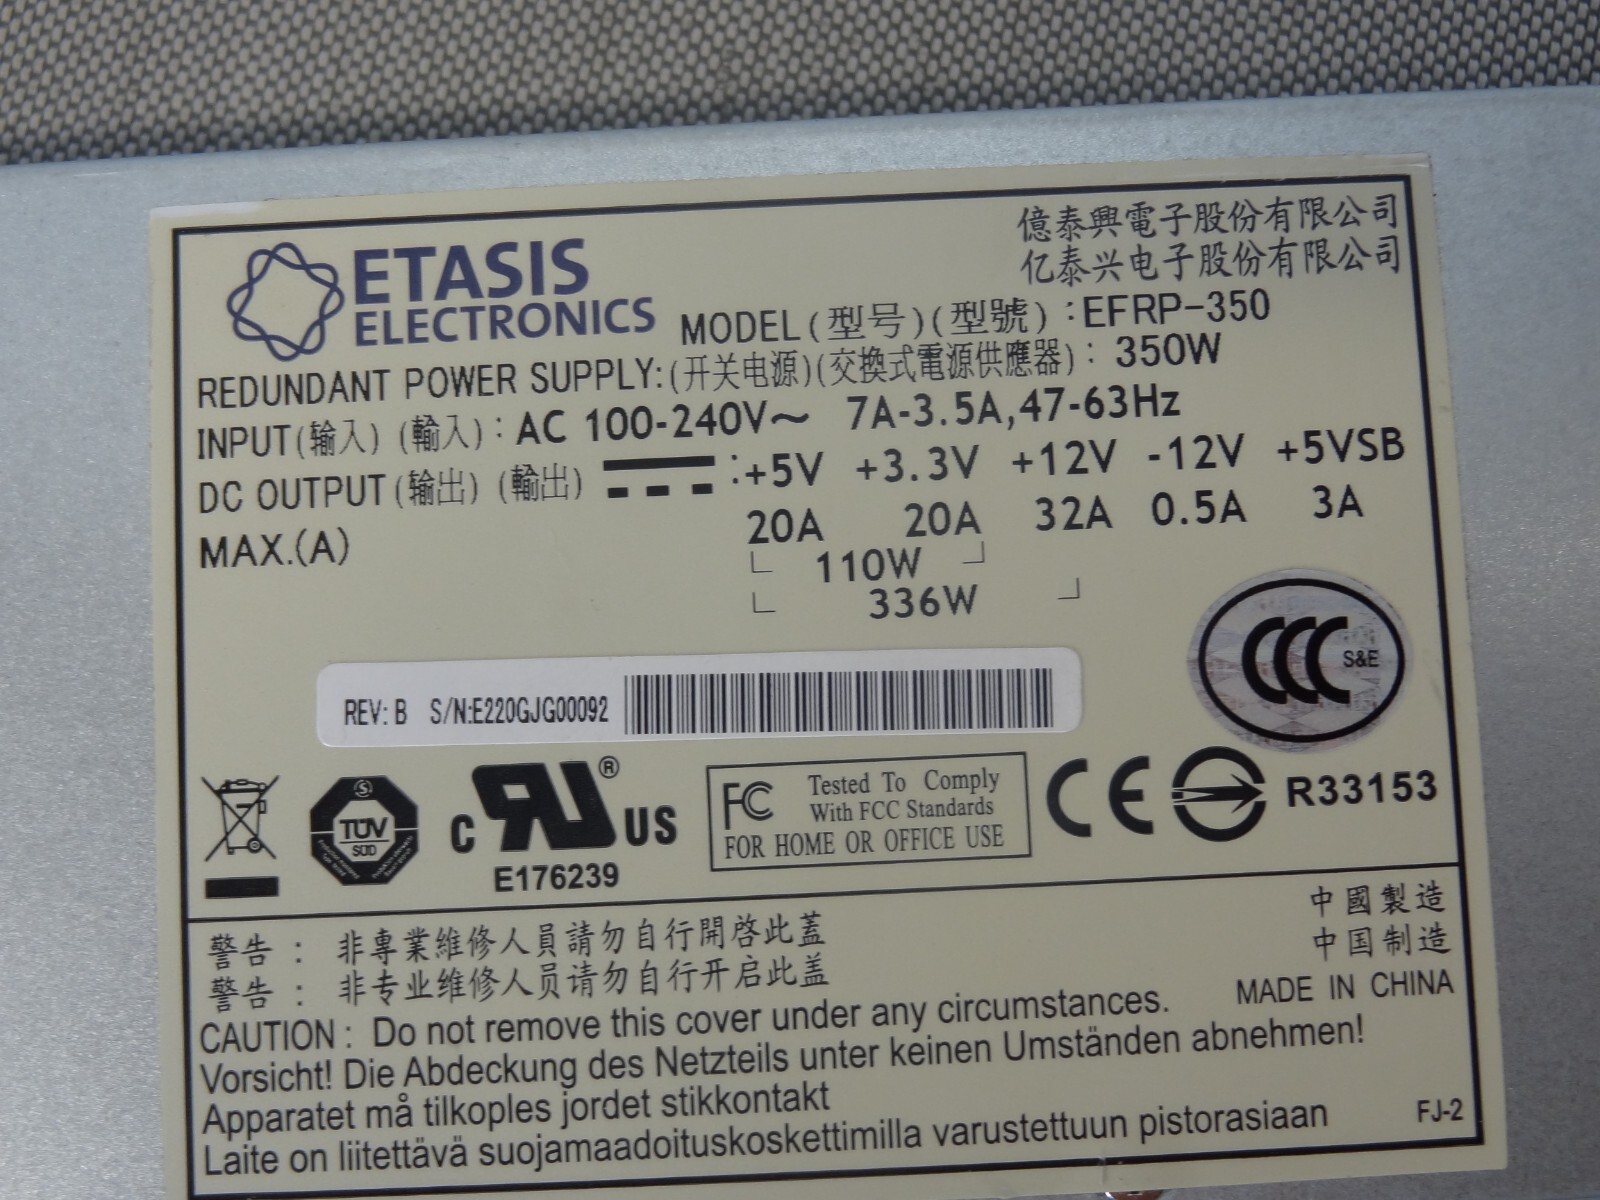 億泰興電子股份有限公司
亿泰兴电子股份有限公司
ETASIS
ELECTRONICS
MODEL(型号)(型號):EFRP-350
REDUNDANT POWER SUPPLY:(开关电源)(交換式電源供應器): 350W
INPUT(输入) (輸入): AC 100-240V~ 7A-3.5A,47-63Hz
DC OUTPUT(输出) (輸出) :+5V +3.3V +12V -12V +5VSB
MAX.(A) 20A 20A 32A 0.5A 3A
110W
336W
REV: B S/N:E220GJG00092
CCC S&E
TÜV
SÜD
c RU ® US
E176239
FC Tested To Comply
With FCC Standards
FOR HOME OR OFFICE USE
CE
R33153
中國製造
中国制造
MADE IN CHINA
警告 : 非專業維修人員請勿自行開啓此蓋
警告 : 非专业维修人员请勿自行开启此盖
CAUTION : Do not remove this cover under any circumstances.
Vorsicht! Die Abdeckung des Netzteils unter keinen Umständen abnehmen!
Apparatet må tilkoples jordet stikkontakt
Laite on liitettävä suojamaadoituskoskettimilla varustettuun pistorasiaan
FJ-2